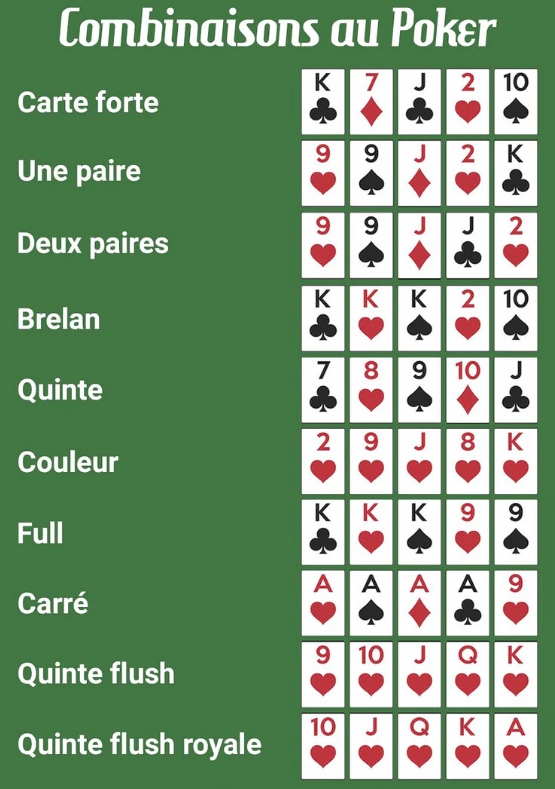 Combinaisons au Poker
Carte forte K 7 J 2 10
Une paire 9 9 J 2 K
Deux paires 9 9 J J 2
Brelan K K K 2 10
Quinte 7 8 9 10 J
Couleur 2 9 J 8 K
Full K K K 9 9
Carré A A A A 9
Quinte flush 9 10 J Q K
Quinte flush royale 10 J Q K A